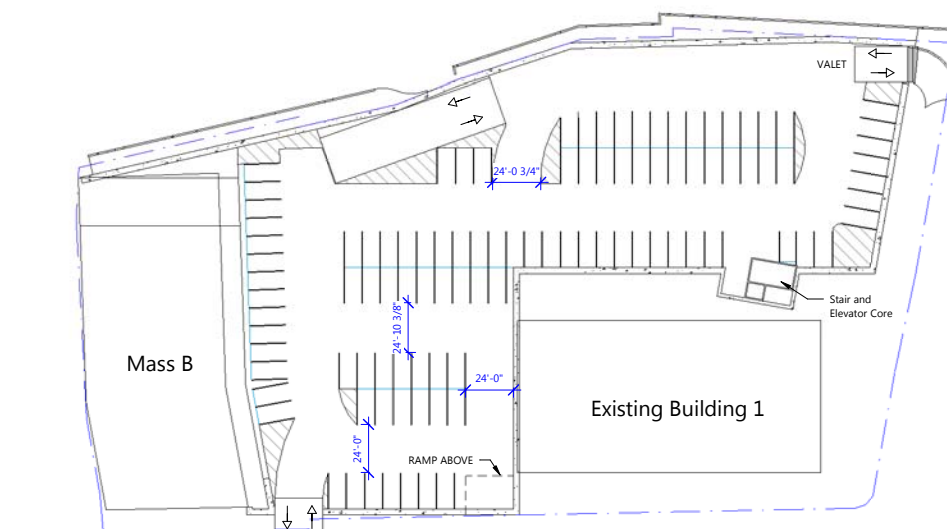 VALET
24'-0 3/4"
24'-10 3/8"
Stair and
Elevator Core
Mass B
24'-0"
Existing Building 1
24'-0"
RAMP ABOVE